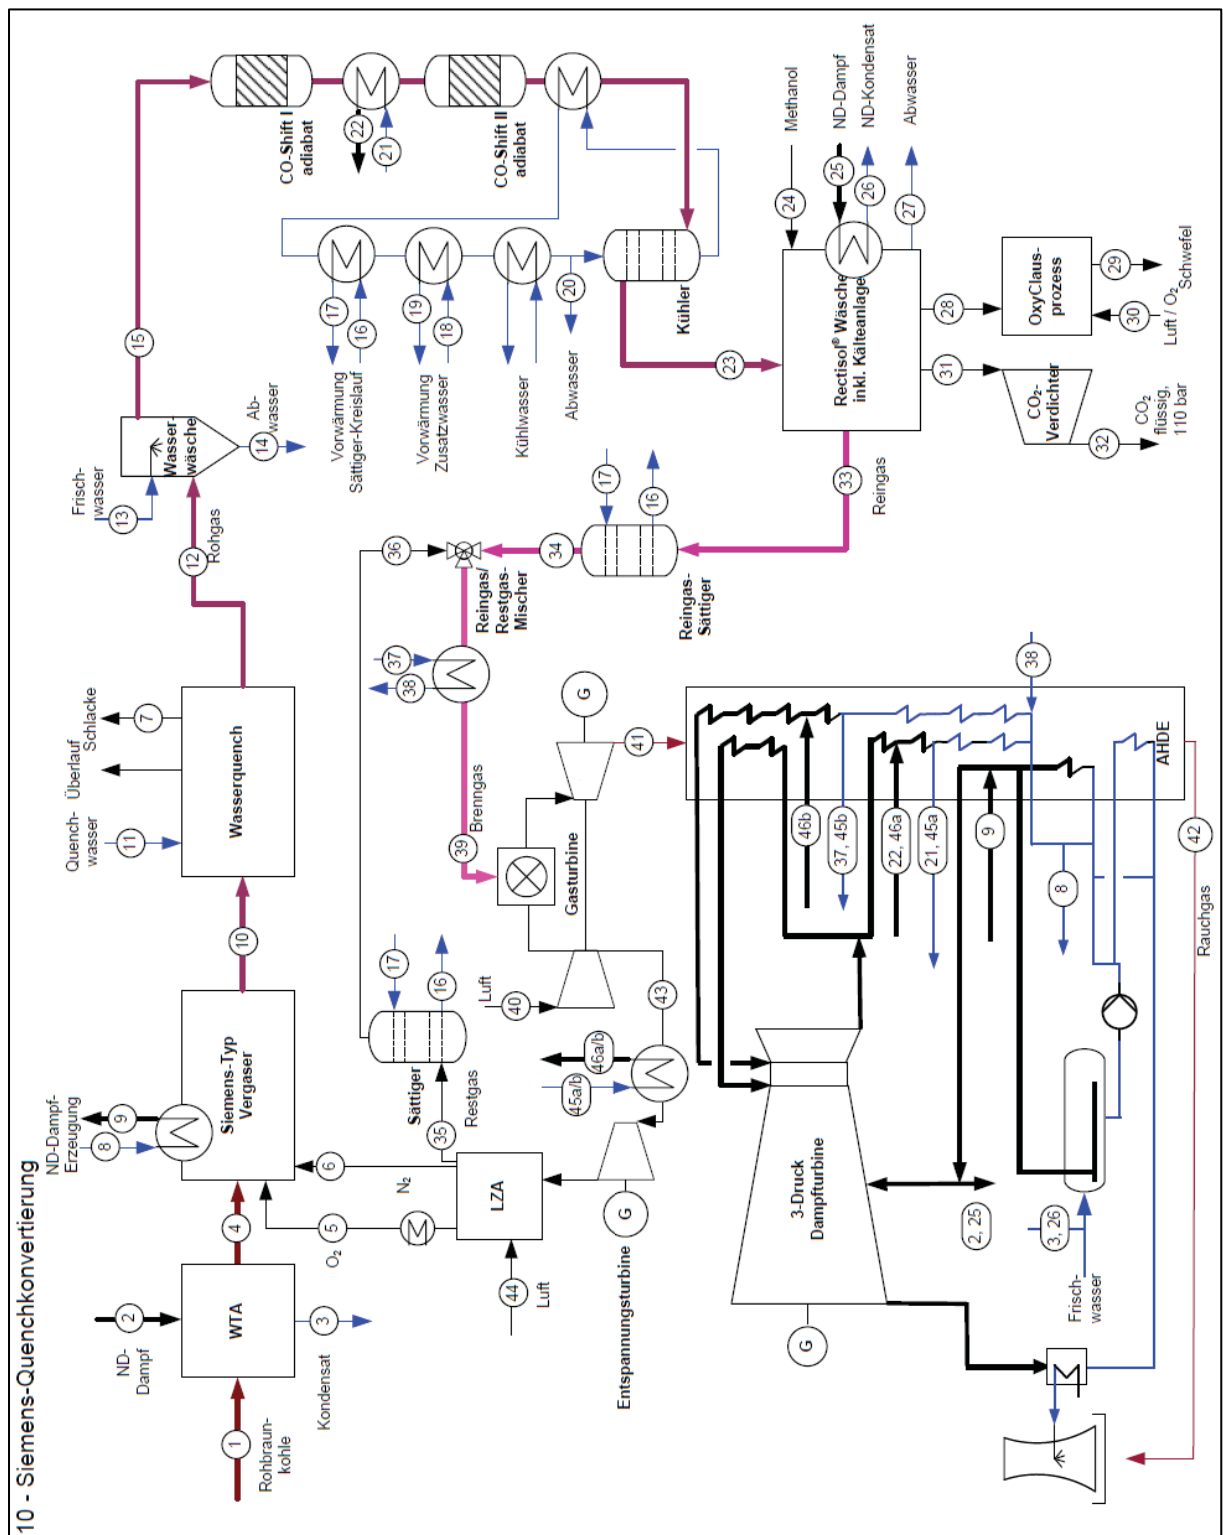 10 - Siemens-Quenchkonvertierung
Rohbraun-
kohle
1
ND-
Dampf
2
WTA
3
Kondensat
4
ND-Dampf-
Erzeugung
8
9
Siemens-Typ
Vergaser
5
O₂
6
N₂
10
Quench-
wasser
11
Überlauf
Schlacke
7
Wasserquench
12
Rohgas
Frisch-
wasser
13
Wasser-
wäsche
14
Ab-
wasser
15
CO-Shift I
adiabat
22
21
CO-Shift II
adiabat
17
16
Vorwärmung
Sättiger-Kreislauf
19
18
Vorwärmung
Zusatzwasser
Kühlwasser
20
Abwasser
Kühler
23
Methanol
24
ND-Dampf
25
ND-Kondensat
26
Abwasser
27
Rectisol® Wäsche
inkl. Kälteanlage
28
OxyClaus-
prozess
29
Schwefel
30
Luft / O₂
31
CO₂-
Verdichter
32
CO₂
flüssig,
110 bar
33
Reingas
17
16
Reingas-
Sättiger
34
36
Reingas/
Restgas-
Mischer
37
38
39
Brenngas
17
16
Sättiger
35
Restgas
LZA
44
Luft
G
Entspannungsturbine
45a/b
46a/b
43
40
Luft
Gasturbine
G
41
3-Druck
Dampfturbine
G
46b
37, 45b
22, 46a
21, 45a
9
8
38
AHDE
2, 25
3, 26
Frisch-
wasser
42
Rauchgas